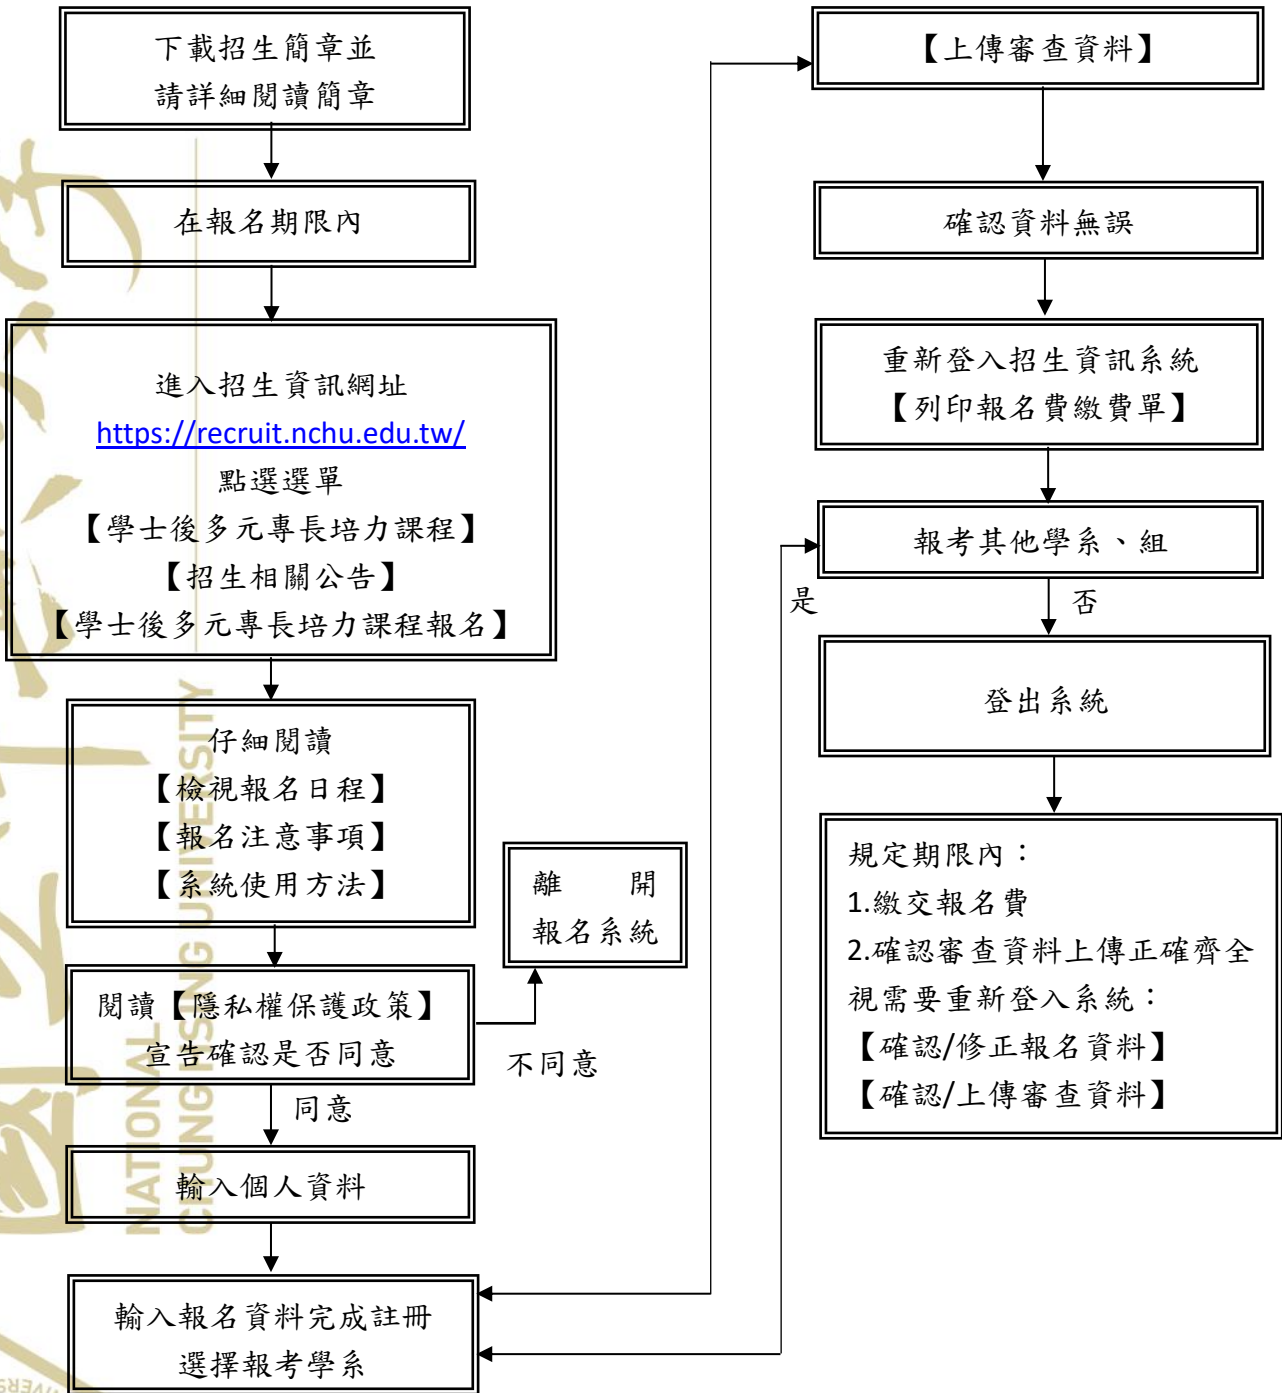 下載招生簡章並
請詳細閱讀簡章
在報名期限內
進入招生資訊網址
https://recruit.nchu.edu.tw/
點選選單
【學士後多元專長培力課程】
【招生相關公告】
【學士後多元專長培力課程報名】
仔細閱讀
【檢視報名日程】
【報名注意事項】
【系統使用方法】
離 開
報名系統
閱讀【隱私權保護政策】
宣告確認是否同意
不同意
同意
輸入個人資料
輸入報名資料完成註冊
選擇報考學系
【上傳審查資料】
確認資料無誤
重新登入招生資訊系統
【列印報名費繳費單】
報考其他學系、組
是
否
登出系統
規定期限內：
1.繳交報名費
2.確認審查資料上傳正確齊全
視需要重新登入系統：
【確認/修正報名資料】
【確認/上傳審查資料】
NATIONAL
CHUNG HSING UNIVERSITY